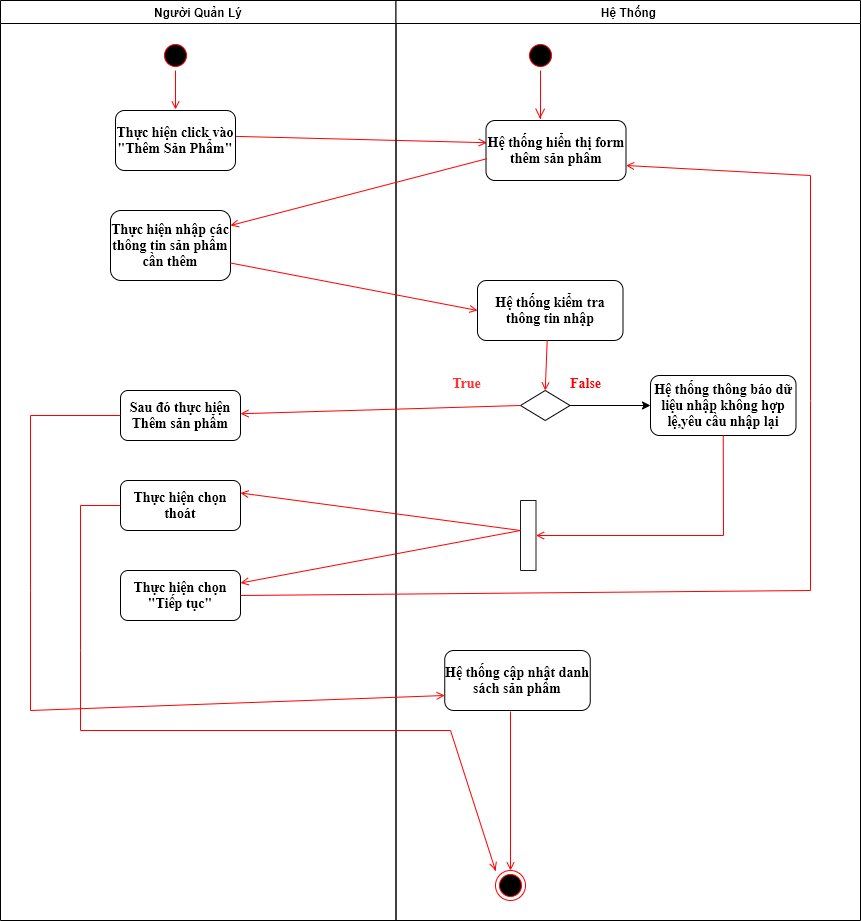 Người Quản Lý
Hệ Thống
Thực hiện click vào
"Thêm Sản Phẩm"
Hệ thống hiển thị form
thêm sản phẩm
Thực hiện nhập các
thông tin sản phẩm
cần thêm
Hệ thống kiểm tra
thông tin nhập
True
False
Hệ thống thông báo dữ
liệu nhập không hợp
lệ,yêu cầu nhập lại
Sau đó thực hiện
Thêm sản phẩm
Thực hiện chọn
thoát
Thực hiện chọn
"Tiếp tục"
Hệ thống cập nhật danh
sách sản phẩm